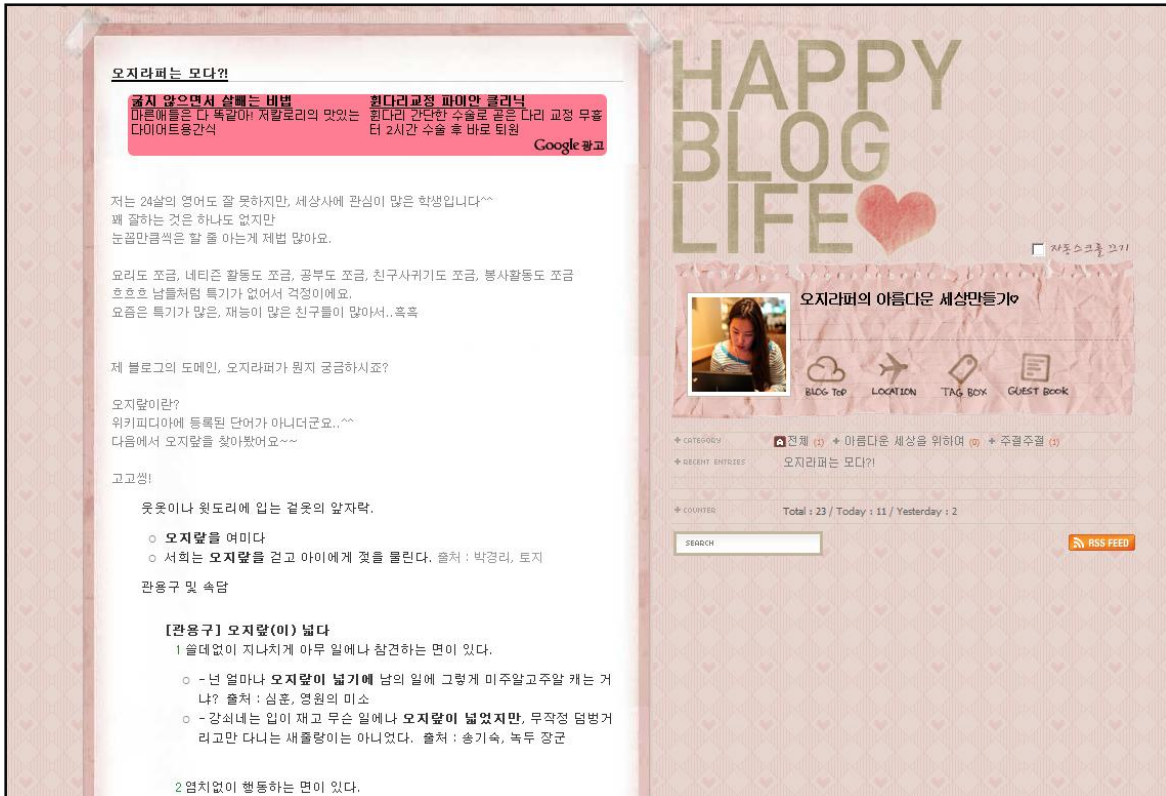 오지라퍼는 모다?!
굶지 않으면서 살빼는 비법
마른애들은 다 똑같아! 저칼로리의 맛있는
다이어트용간식
휜다리교정 파이안 클리닉
휜다리 간단한 수술로 곧은 다리 교정 무흉
터 2시간 수술 후 바로 퇴원
Google 광고
저는 24살의 영어도 잘 못하지만, 세상사에 관심이 많은 학생입니다^^
꽤 잘하는 것은 하나도 없지만
눈꼽만큼씩은 할 줄 아는게 제법 많아요.
요리도 쪼금, 네티즌 활동도 쪼금, 공부도 쪼금, 친구사귀기도 쪼금, 봉사활동도 쪼금
흐흐흐 남들처럼 특기가 없어서 걱정이에요.
요즘은 특기가 많은, 재능이 많은 친구들이 많아서..흑흑
제 블로그의 도메인, 오지라퍼가 뭔지 궁금하시죠?
오지랖이란?
위키피디아에 등록된 단어가 아니더군요..^^
다음에서 오지랖을 찾아봤어요~~
고고씽!
웃옷이나 윗도리에 입는 겉옷의 앞자락.
○ 오지랖을 여미다
○ 서희는 오지랖을 걷고 아이에게 젖을 물린다. 출처 : 박경리, 토지
관용구 및 속담
[관용구] 오지랖(이) 넓다
1 쓸데없이 지나치게 아무 일에나 참견하는 면이 있다.
○ - 넌 얼마나 오지랖이 넓기에 남의 일에 그렇게 미주알고주알 캐는 거
냐? 출처 : 심훈, 영원의 미소
○ - 강쇠네는 입이 재고 무슨 일에나 오지랖이 넓었지만, 무작정 덤벙거
리고만 다니는 새줄랑이는 아니었다. 출처 : 송기숙, 녹두 장군
2 염치없이 행동하는 면이 있다.
HAPPY
BLOG
LIFE
자동스크롤 끄기
오지라퍼의 아름다운 세상만들기♡
BLOG TOP LOCATION TAG BOX GUEST BOOK
+ CATEGORY 전체 (1) + 아름다운 세상을 위하여 (0) + 주절주절 (1)
+ RECENT ENTRIES 오지라퍼는 모다?!
+ COUNTER Total : 23 / Today : 11 / Yesterday : 2
SEARCH
RSS FEED